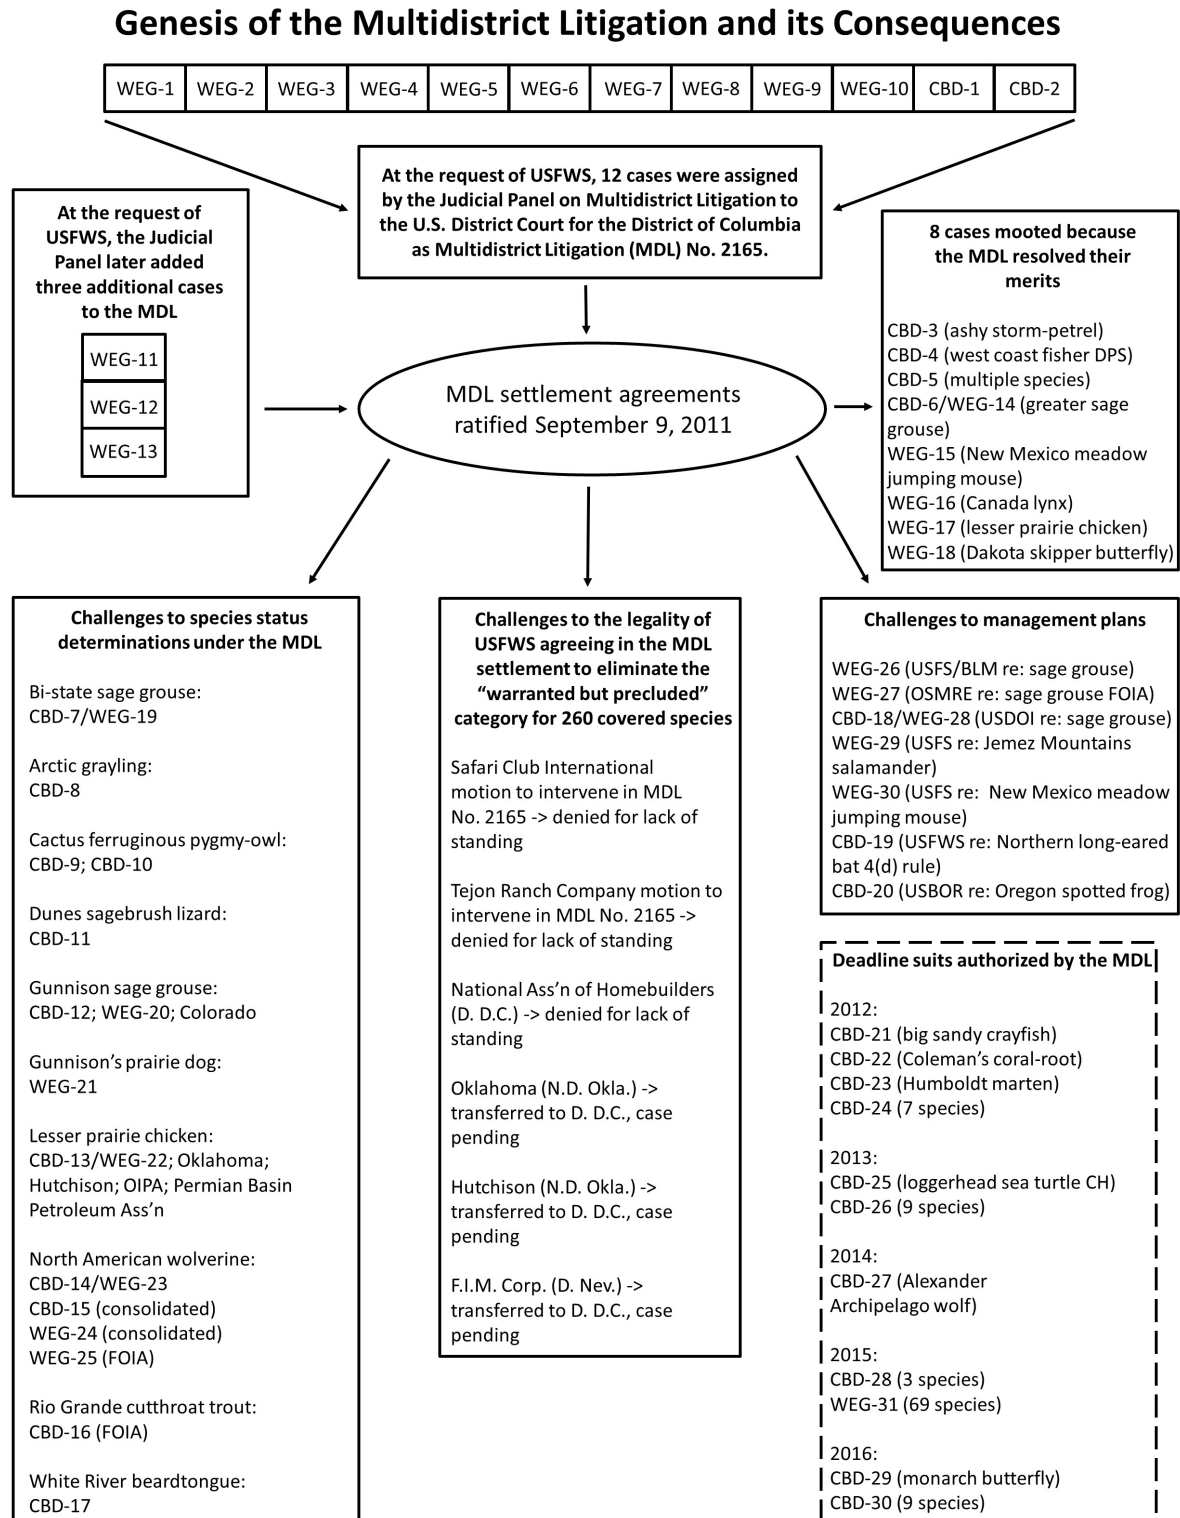 Genesis of the Multidistrict Litigation and its Consequences
WEG-1 WEG-2 WEG-3 WEG-4 WEG-5 WEG-6 WEG-7 WEG-8 WEG-9 WEG-10 CBD-1 CBD-2
At the request of USFWS, 12 cases were assigned
by the Judicial Panel on Multidistrict Litigation to
the U.S. District Court for the District of Columbia
as Multidistrict Litigation (MDL) No. 2165.
At the request of
USFWS, the Judicial
Panel later added
three additional cases
to the MDL
WEG-11
WEG-12
WEG-13
MDL settlement agreements
ratified September 9, 2011
8 cases mooted because
the MDL resolved their
merits
CBD-3 (ashy storm-petrel)
CBD-4 (west coast fisher DPS)
CBD-5 (multiple species)
CBD-6/WEG-14 (greater sage
grouse)
WEG-15 (New Mexico meadow
jumping mouse)
WEG-16 (Canada lynx)
WEG-17 (lesser prairie chicken)
WEG-18 (Dakota skipper butterfly)
Challenges to species status
determinations under the MDL
Bi-state sage grouse:
CBD-7/WEG-19
Arctic grayling:
CBD-8
Cactus ferruginous pygmy-owl:
CBD-9; CBD-10
Dunes sagebrush lizard:
CBD-11
Gunnison sage grouse:
CBD-12; WEG-20; Colorado
Gunnison's prairie dog:
WEG-21
Lesser prairie chicken:
CBD-13/WEG-22; Oklahoma;
Hutchison; OIPA; Permian Basin
Petroleum Ass'n
North American wolverine:
CBD-14/WEG-23
CBD-15 (consolidated)
WEG-24 (consolidated)
WEG-25 (FOIA)
Rio Grande cutthroat trout:
CBD-16 (FOIA)
White River beardtongue:
CBD-17
Challenges to the legality of
USFWS agreeing in the MDL
settlement to eliminate the
"warranted but precluded"
category for 260 covered species
Safari Club International
motion to intervene in MDL
No. 2165 -> denied for lack of
standing
Tejon Ranch Company motion to
intervene in MDL No. 2165 ->
denied for lack of standing
National Ass'n of Homebuilders
(D. D.C.) -> denied for lack of
standing
Oklahoma (N.D. Okla.) ->
transferred to D. D.C., case
pending
Hutchison (N.D. Okla.) ->
transferred to D. D.C., case
pending
F.I.M. Corp. (D. Nev.) ->
transferred to D. D.C., case
pending
Challenges to management plans
WEG-26 (USFS/BLM re: sage grouse)
WEG-27 (OSMRE re: sage grouse FOIA)
CBD-18/WEG-28 (USDOI re: sage grouse)
WEG-29 (USFS re: Jemez Mountains
salamander)
WEG-30 (USFS re:  New Mexico meadow
jumping mouse)
CBD-19 (USFWS re: Northern long-eared
bat 4(d) rule)
CBD-20 (USBOR re: Oregon spotted frog)
Deadline suits authorized by the MDL
2012:
CBD-21 (big sandy crayfish)
CBD-22 (Coleman's coral-root)
CBD-23 (Humboldt marten)
CBD-24 (7 species)
2013:
CBD-25 (loggerhead sea turtle CH)
CBD-26 (9 species)
2014:
CBD-27 (Alexander
Archipelago wolf)
2015:
CBD-28 (3 species)
WEG-31 (69 species)
2016:
CBD-29 (monarch butterfly)
CBD-30 (9 species)